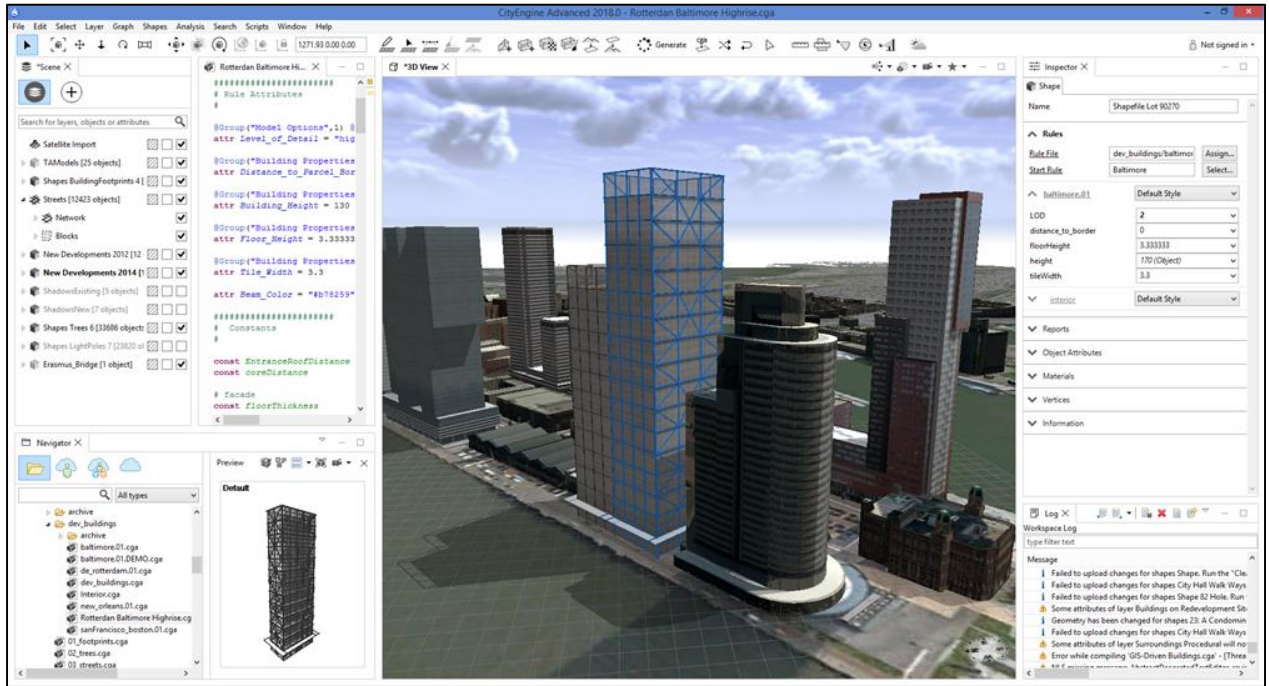 CityEngine Advanced 2018.0 - Rotterdan Baltimore Highrise.cga
File Edit Select Layer Graph Shapes Analysis Search Scripts Window Help
1271.93 0.00 0.00
Generate
Not signed in
*Scene
Search for layers, objects or attributes
Satellite Import
TAModels [25 objects]
Shapes BuildingFootprints 4 [
Streets [12423 objects]
Network
Blocks
New Developments 2012 [12
New Developments 2014 [
ShadowsExisting [5 objects]
ShadowsNew [7 objects]
Shapes Trees 6 [33686 objects
Shapes LightPoles 7 [23820 ol
Erasmus_Bridge [1 object]
Rotterdan Baltimore Hi...
########################
# Rule Attributes
#
@Group("Model Options",1) @
attr Level_of_Detail = "hig
@Group("Building Properties
attr Distance_to_Parcel_Bor
@Group("Building Properties
attr Building_Height = 130
@Group("Building Properties
attr Floor_Height = 3.33333
@Group("Building Properties
attr Tile_Width = 3.3
attr Beam_Color = "#b78259"
########################
# Constants
#
const EntranceRoofDistance
const coreDistance
# facade
const floorThickness
*3D View
Inspector
Shape
Name Shapefile Lot 90270
Rules
Rule File dev_buildings/baltimor Assign...
Start Rule Baltimore Select...
baltimore.01 Default Style
LOD 2
distance_to_border 0
floorHeight 3.333333
height 170 (Object)
tileWidth 3.3
interior Default Style
Reports
Object Attributes
Materials
Vertices
Information
Navigator
All types
archive
dev_buildings
archive
baltimore.01.cga
baltimore.01.DEMO.cga
de_rotterdam.01.cga
dev_buildings.cga
Interior.cga
new_orleans.01.cga
Rotterdan Baltimore Highrise.cg
sanFrancisco_boston.01.cga
01_footprints.cga
02_trees.cga
03_streets.cga
Preview
Default
Log
Workspace Log
type filter text
Message
Failed to upload changes for shapes Shape. Run the "Cle
Failed to upload changes for shapes City Hall Walk Ways
Failed to upload changes for shapes Shape 82 Hole. Run
Some attributes of layer Buildings on Redevelopment Sit
Geometry has been changed for shapes 23: A Condomin
Failed to upload changes for shapes City Hall Walk Ways
Some attributes of layer Surroundings Procedural will no
Error while compiling 'GIS-Driven Buildings.cga' - [Threa